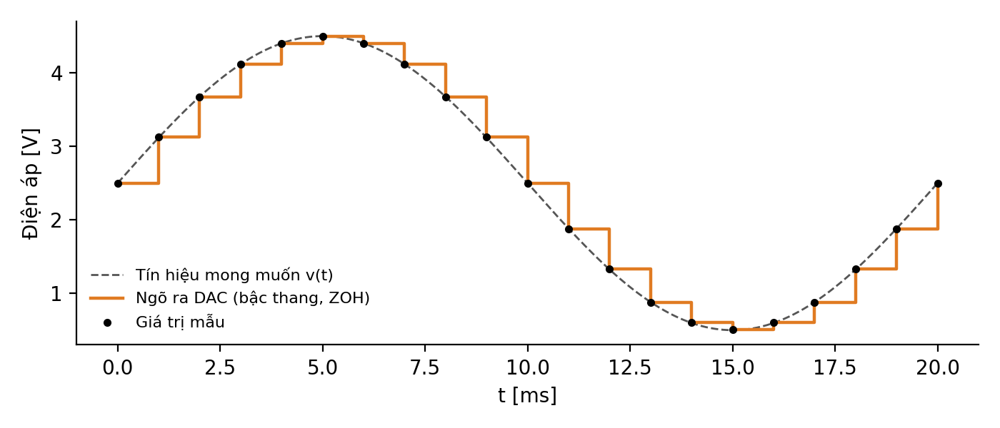 Điện áp [V]
4
3
2
1
Tín hiệu mong muốn v(t)
Ngõ ra DAC (bậc thang, ZOH)
Giá trị mẫu
0.0 2.5 5.0 7.5 10.0 12.5 15.0 17.5 20.0
t [ms]